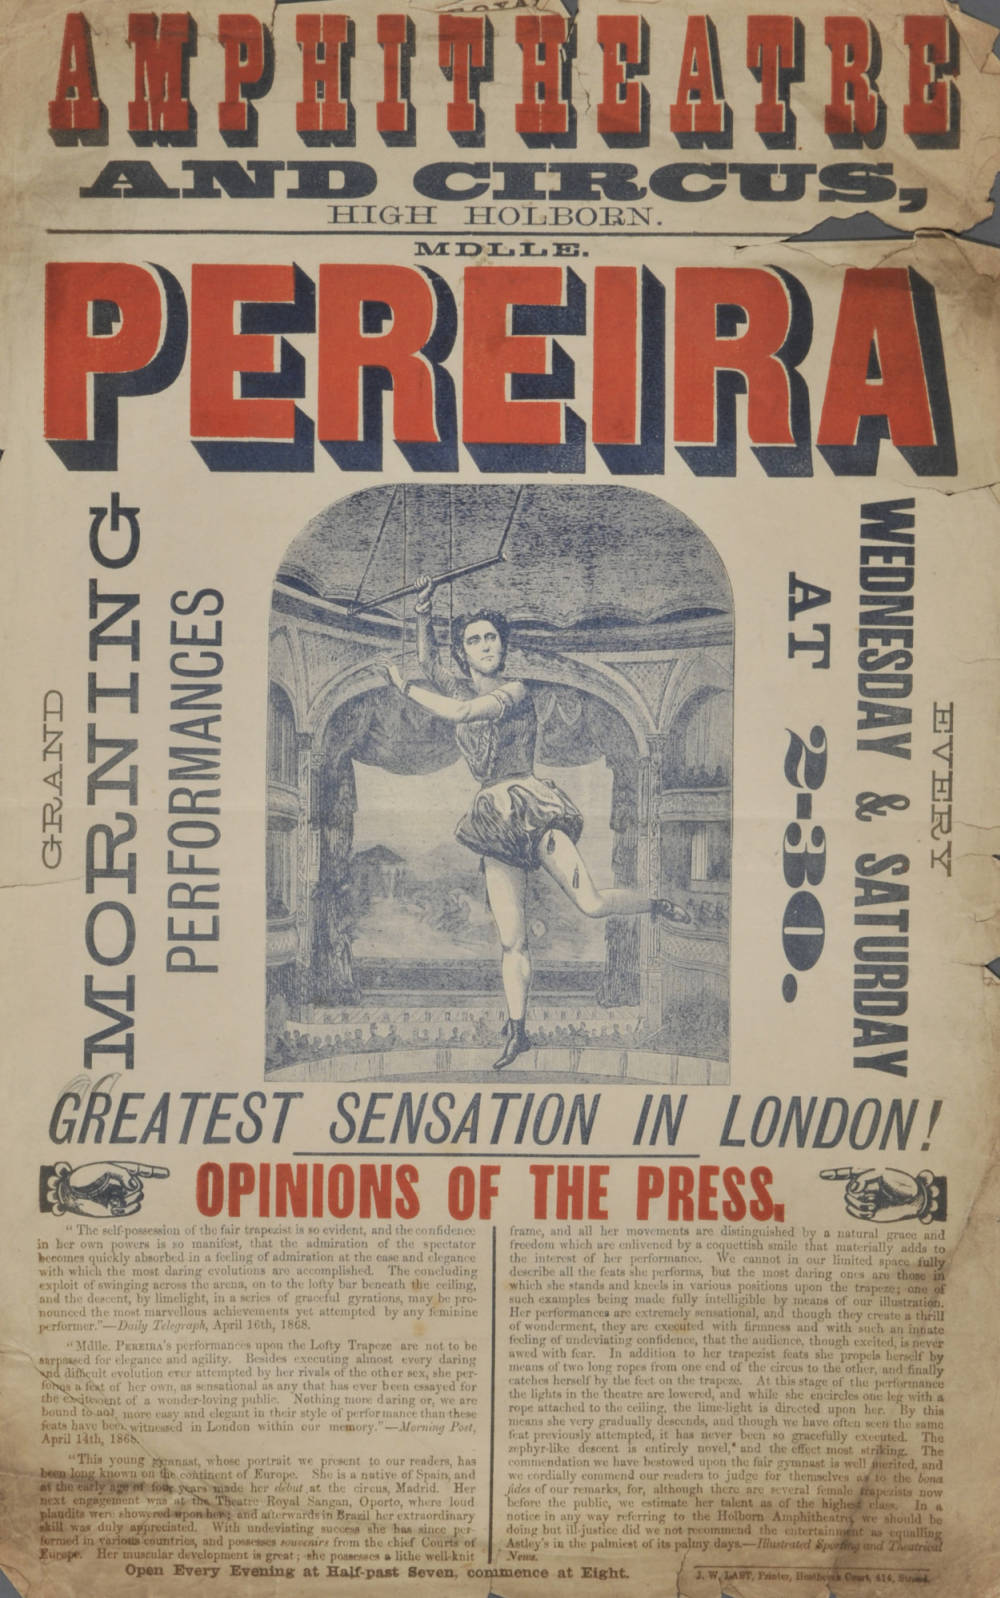 ROYAL
AMPHITHEATRE
AND CIRCUS,
HIGH HOLBORN.
MDLLE.
PEREIRA
GRAND
MORNING
PERFORMANCES
EVERY
WEDNESDAY & SATURDAY
AT 2-30.
GREATEST SENSATION IN LONDON!
OPINIONS OF THE PRESS.
"The self-possession of the fair trapezist is so evident, and the confidence
in her own powers is so manifest, that the admiration of the spectator
becomes quickly absorbed in a feeling of admiration at the ease and elegance
with which the most daring evolutions are accomplished. The concluding
exploit of swinging across the arena, on to the lofty bar beneath the ceiling,
and the descent, by limelight, in a series of graceful gyrations, may be pro-
nounced the most marvellous achievements yet attempted by any feminine
performer."—Daily Telegraph, April 16th, 1868.
"Mdlle. PEREIRA's performances upon the Lofty Trapeze are not to be
surpassed for elegance and agility. Besides executing almost every daring
and difficult evolution ever attempted by her rivals of the other sex, she per-
forms a feat of her own, as sensational as any that has ever been essayed for
the excitement of a wonder-loving public. Nothing more daring or, we are
bound to add, more easy and elegant in their style of performance than these
feats have been witnessed in London within our memory."—Morning Post,
April 14th, 1868.
"This young gymnast, whose portrait we present to our readers, has
been long known on the continent of Europe. She is a native of Spain, and
at the early age of four years made her début at the circus, Madrid. Her
next engagement was at the Theatre Royal Sangan, Oporto, where loud
plaudits were showered upon her; and afterwards in Brazil her extraordinary
skill was duly appreciated. With undeviating success she has since per-
formed in various countries, and possesses souvenirs from the chief Courts of
Europe. Her muscular development is great; she possesses a lithe well-knit
frame, and all her movements are distinguished by a natural grace and
freedom which are enlivened by a coquettish smile that materially adds to
the interest of her performance. We cannot in our limited space fully
describe all the feats she performs, but the most daring ones are those in
which she stands and kneels in various positions upon the trapeze; one of
such examples being made fully intelligible by means of our illustration.
Her performances are extremely sensational, and though they create a thrill
of wonderment, they are executed with firmness and with such an innate
feeling of undeviating confidence, that the audience, though excited, is never
awed with fear. In addition to her trapezist feats she propels herself by
means of two long ropes from one end of the circus to the other, and finally
catches herself by the feet on the trapeze. At this stage of the performance
the lights in the theatre are lowered, and while she encircles one leg with a
rope attached to the ceiling, the lime-light is directed upon her. By this
means she very gradually descends, and though we have often seen the same
feat previously attempted, it has never been so gracefully executed. The
zephyr-like descent is entirely novel, and the effect most striking. The
commendation we have bestowed upon the fair gymnast is well merited, and
we cordially commend our readers to judge for themselves as to the bona
fides of our remarks, for, although there are several female trapezists now
before the public, we estimate her talent as of the highest class. In a
notice in any way referring to the Holborn Amphitheatre, we should be
doing but ill-justice did we not recommend the entertainment as equalling
Astley's in the palmiest of its palmy days.—Illustrated Sporting and Theatrical
News.
Open Every Evening at Half-past Seven, commence at Eight.
J. W. LAST, Printer, Heathcock Court, 414, Strand.